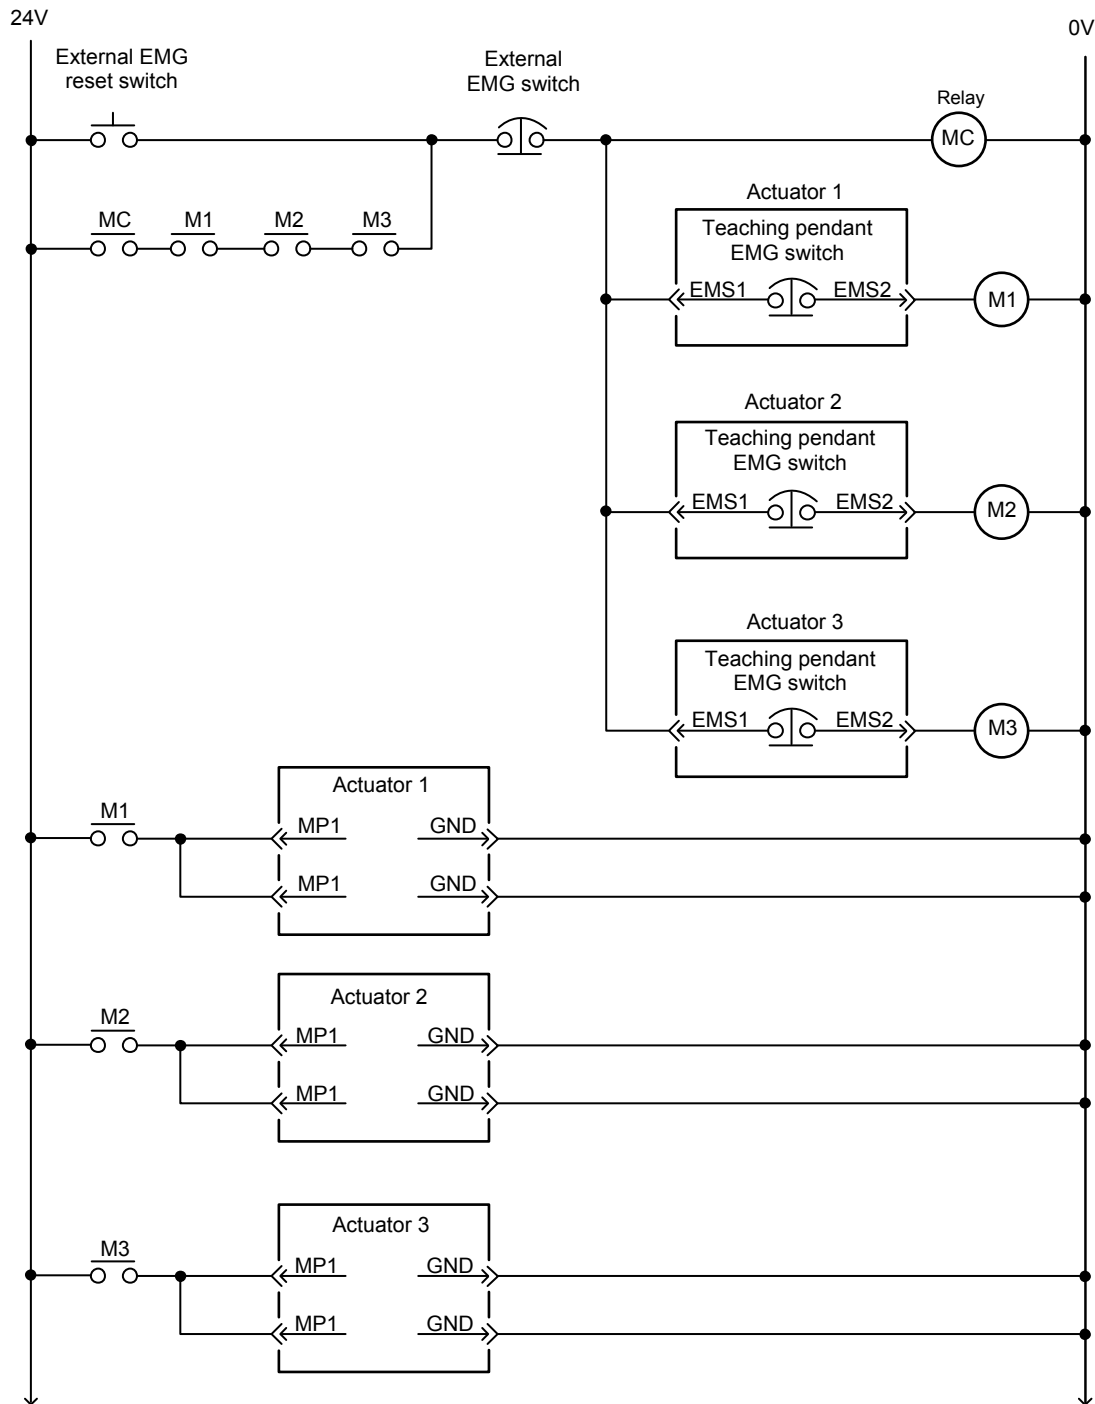 24V
0V
External EMG
reset switch
External
EMG switch
Relay
MC
MC
M1
M2
M3
Actuator 1
Teaching pendant
EMG switch
EMS1
EMS2
M1
Actuator 2
Teaching pendant
EMG switch
EMS1
EMS2
M2
Actuator 3
Teaching pendant
EMG switch
EMS1
EMS2
M3
Actuator 1
M1
MP1
GND
MP1
GND
Actuator 2
M2
MP1
GND
MP1
GND
Actuator 3
M3
MP1
GND
MP1
GND